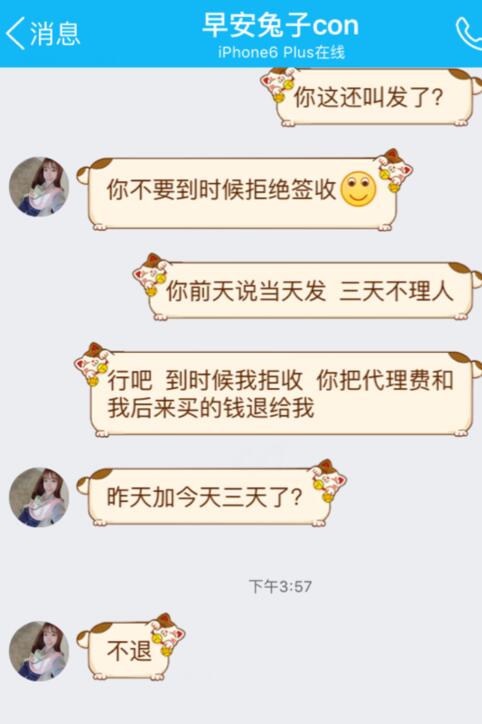 消息
早安兔子con
iPhone6 Plus在线
你这还叫发了?
你不要到时候拒绝签收
你前天说当天发 三天不理人
行吧 到时候我拒收 你把代理费和
我后来买的钱退给我
昨天加今天三天了?
下午3:57
不退